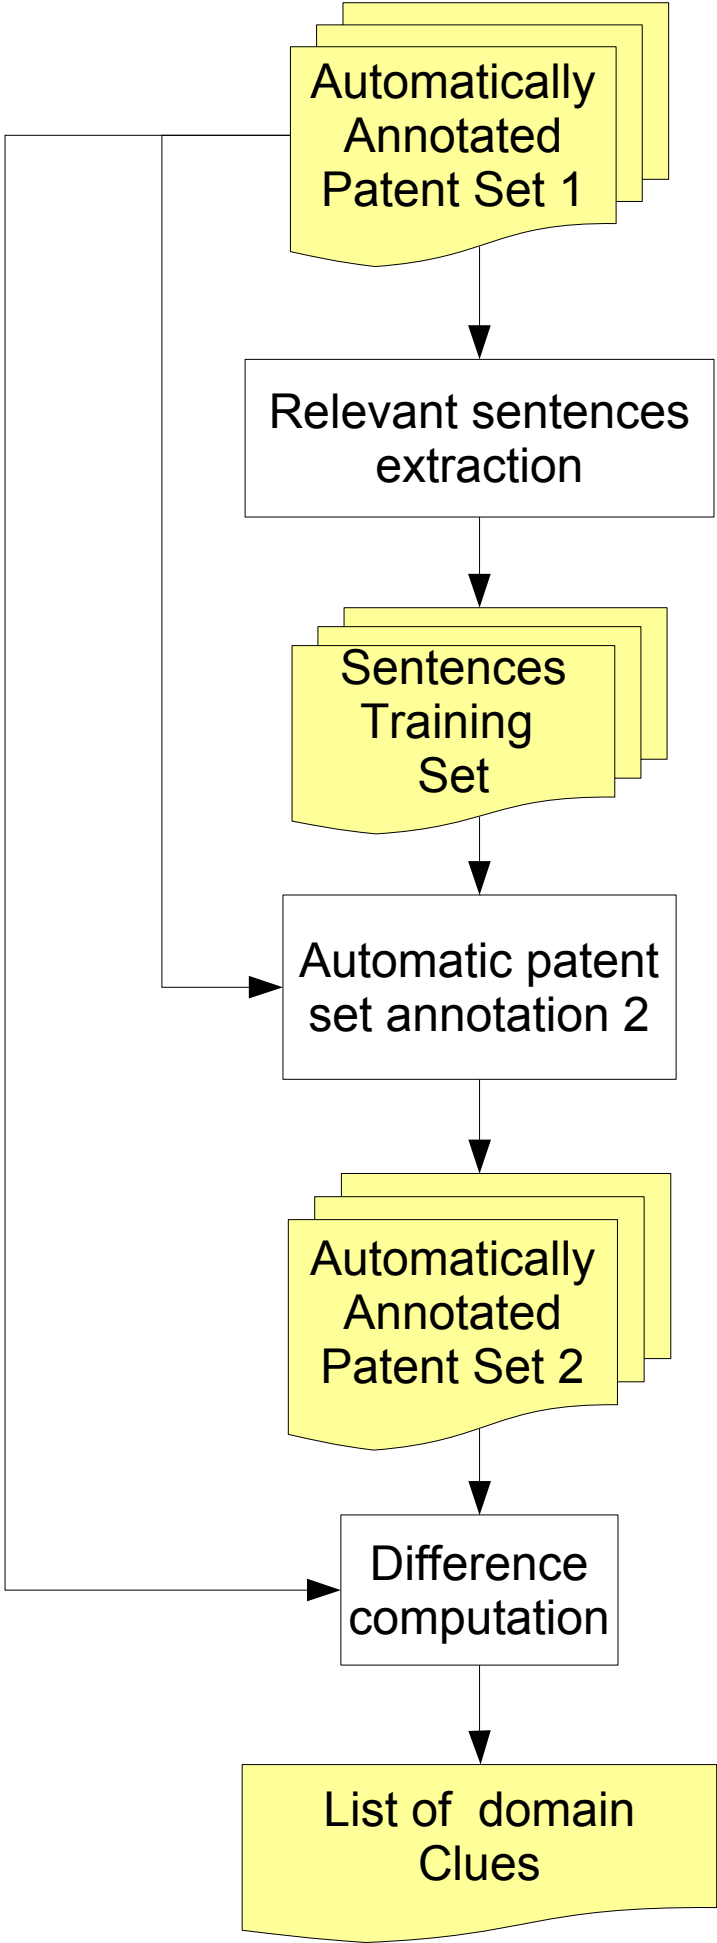 Automatically
Annotated
Patent Set 1
Relevant sentences
extraction
Sentences
Training
Set
Automatic patent
set annotation 2
Automatically
Annotated
Patent Set 2
Difference
computation
List of domain
Clues